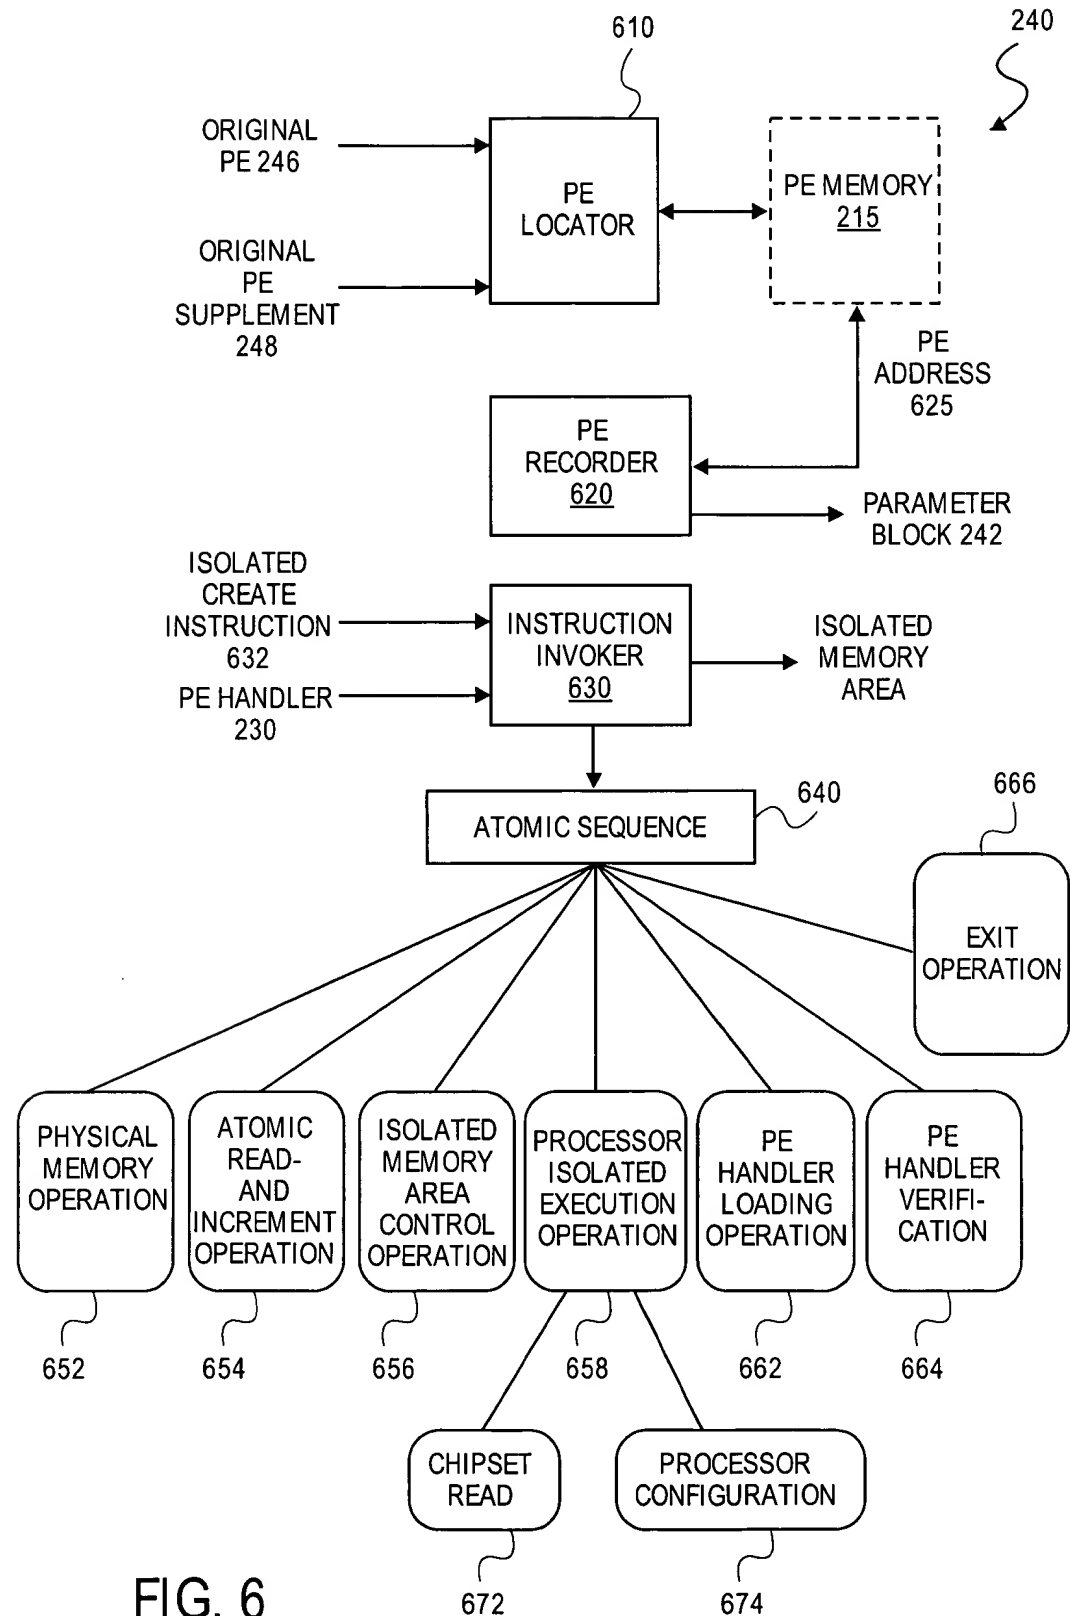 610
240
ORIGINAL
PE 246
PE
LOCATOR
PE MEMORY
215
ORIGINAL
PE
SUPPLEMENT
248
PE
ADDRESS
625
PE
RECORDER
620
PARAMETER
BLOCK 242
ISOLATED
CREATE
INSTRUCTION
632
PE HANDLER
230
INSTRUCTION
INVOKER
630
ISOLATED
MEMORY
AREA
640
666
ATOMIC SEQUENCE
EXIT
OPERATION
PHYSICAL
MEMORY
OPERATION
ATOMIC
READ-
AND
INCREMENT
OPERATION
ISOLATED
MEMORY
AREA
CONTROL
OPERATION
PROCESSOR
ISOLATED
EXECUTION
OPERATION
PE
HANDLER
LOADING
OPERATION
PE
HANDLER
VERIFI-
CATION
652
654
656
658
662
664
CHIPSET
READ
PROCESSOR
CONFIGURATION
672
674
FIG. 6